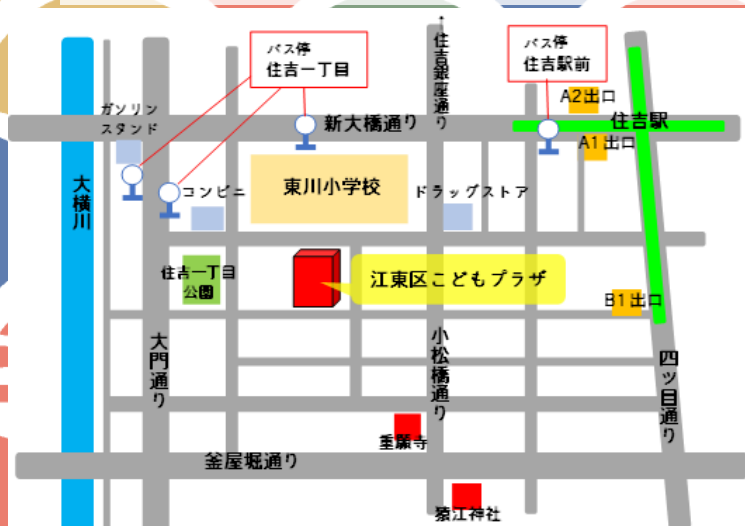 バス停
住吉一丁目
↑住吉銀座通り
バス停
住吉駅前
A2出口
ガソリン
スタンド
新大橋通り
住吉駅
A1出口
大横川
コンビニ
東川小学校
ドラッグストア
住吉一丁目
公園
江東区こどもプラザ
B1出口
大門通り
小松橋通り
四ッ目通り
重願寺
釜屋堀通り
猿江神社